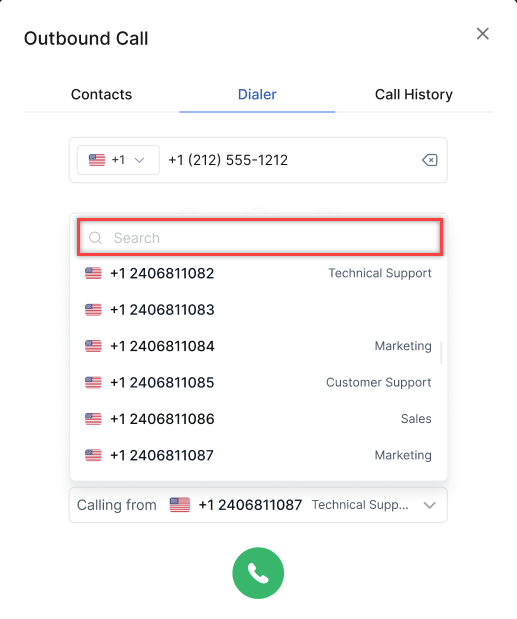 Outbound Call
Contacts Dialer Call History
+1 +1 (212) 555-1212
Search
+1 2406811082 Technical Support
+1 2406811083
+1 2406811084 Marketing
+1 2406811085 Customer Support
+1 2406811086 Sales
+1 2406811087 Marketing
Calling from +1 2406811087 Technical Supp...